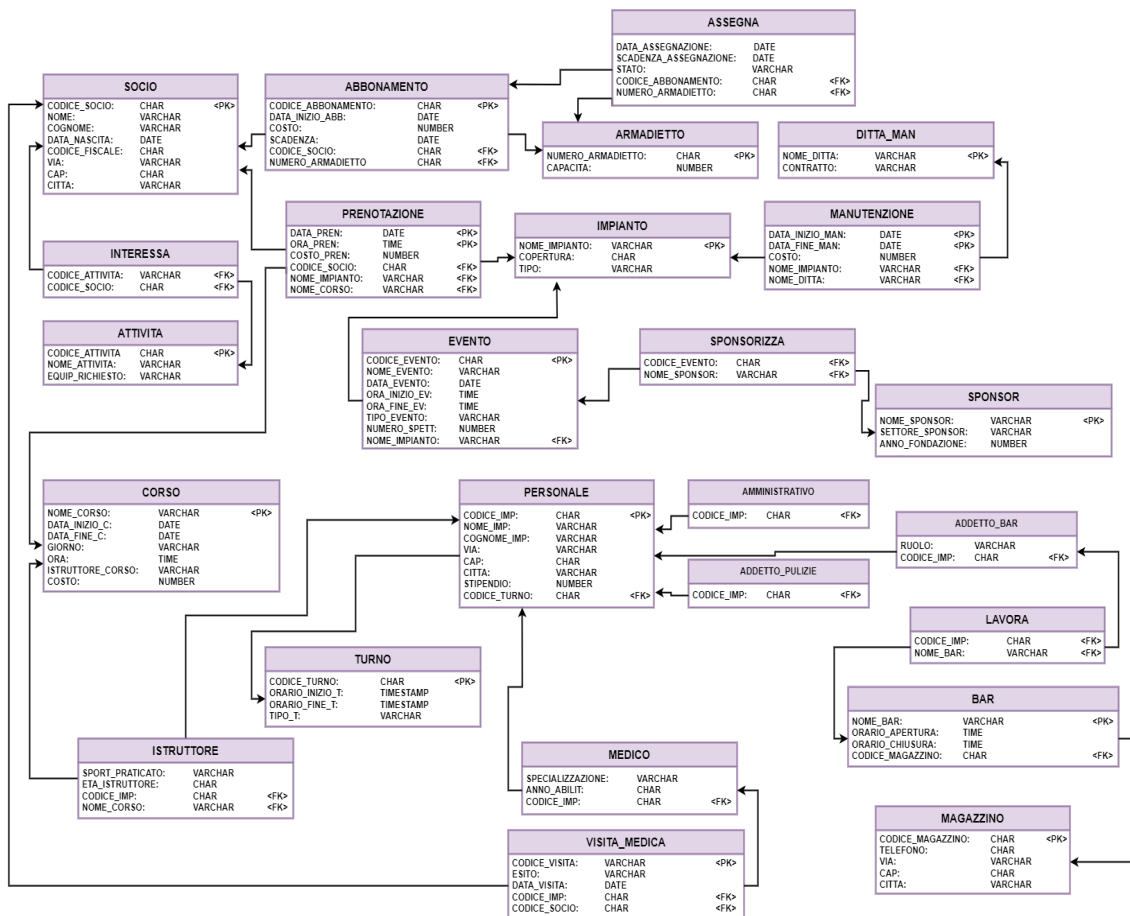 ASSEGNA
DATA_ASSEGNAZIONE: DATE
SCADENZA_ASSEGNAZIONE: DATE
STATO: VARCHAR
CODICE_ABBONAMENTO: CHAR <FK>
NUMERO_ARMADIETTO: CHAR <FK>
SOCIO
CODICE_SOCIO: CHAR <PK>
NOME: VARCHAR
COGNOME: VARCHAR
DATA_NASCITA: DATE
CODICE_FISCALE: CHAR
VIA: VARCHAR
CAP: CHAR
CITTA: VARCHAR
ABBONAMENTO
CODICE_ABBONAMENTO: CHAR <PK>
DATA_INIZIO_ABB: DATE
COSTO: NUMBER
SCADENZA: DATE
CODICE_SOCIO: CHAR <FK>
NUMERO_ARMADIETTO CHAR <FK>
ARMADIETTO
NUMERO_ARMADIETTO: CHAR <PK>
CAPACITA: NUMBER
DITTA_MAN
NOME_DITTA: VARCHAR <PK>
CONTRATTO: VARCHAR
PRENOTAZIONE
DATA_PREN: DATE <PK>
ORA_PREN: TIME <PK>
COSTO_PREN: NUMBER
CODICE_SOCIO: CHAR <FK>
NOME_IMPIANTO: VARCHAR <FK>
NOME_CORSO: VARCHAR <FK>
IMPIANTO
NOME_IMPIANTO: VARCHAR <PK>
COPERTURA: CHAR
TIPO: VARCHAR
MANUTENZIONE
DATA_INIZIO_MAN: DATE <PK>
DATA_FINE_MAN: DATE <PK>
COSTO: NUMBER
NOME_IMPIANTO: VARCHAR <FK>
NOME_DITTA: VARCHAR <FK>
INTERESSA
CODICE_ATTIVITA: VARCHAR <FK>
CODICE_SOCIO: CHAR <FK>
ATTIVITA
CODICE_ATTIVITA CHAR <PK>
NOME_ATTIVITA: VARCHAR
EQUIP_RICHIESTO: VARCHAR
EVENTO
CODICE_EVENTO: CHAR <PK>
NOME_EVENTO: VARCHAR
DATA_EVENTO: DATE
ORA_INIZIO_EV: TIME
ORA_FINE_EV: TIME
TIPO_EVENTO: VARCHAR
NUMERO_SPETT: NUMBER
NOME_IMPIANTO: VARCHAR <FK>
SPONSORIZZA
CODICE_EVENTO: CHAR <FK>
NOME_SPONSOR: VARCHAR <FK>
SPONSOR
NOME_SPONSOR: VARCHAR <PK>
SETTORE_SPONSOR: VARCHAR
ANNO_FONDAZIONE: NUMBER
CORSO
NOME_CORSO: VARCHAR <PK>
DATA_INIZIO_C: DATE
DATA_FINE_C: DATE
GIORNO: VARCHAR
ORA: TIME
ISTRUTTORE_CORSO: VARCHAR
COSTO: NUMBER
PERSONALE
CODICE_IMP: CHAR <PK>
NOME_IMP: VARCHAR
COGNOME_IMP: VARCHAR
VIA: VARCHAR
CAP: CHAR
CITTA: VARCHAR
STIPENDIO: NUMBER
CODICE_TURNO: CHAR <FK>
AMMINISTRATIVO
CODICE_IMP: CHAR <FK>
ADDETTO_PULIZIE
CODICE_IMP: CHAR <FK>
ADDETTO_BAR
RUOLO: VARCHAR
CODICE_IMP: CHAR <FK>
LAVORA
CODICE_IMP: CHAR <FK>
NOME_BAR: VARCHAR <FK>
TURNO
CODICE_TURNO: CHAR <PK>
ORARIO_INIZIO_T: TIMESTAMP
ORARIO_FINE_T: TIMESTAMP
TIPO_T: VARCHAR
BAR
NOME_BAR: VARCHAR <PK>
ORARIO_APERTURA: TIME
ORARIO_CHIUSURA: TIME
CODICE_MAGAZZINO: CHAR <FK>
ISTRUTTORE
SPORT_PRATICATO: VARCHAR
ETA_ISTRUTTORE: CHAR
CODICE_IMP: CHAR <FK>
NOME_CORSO: VARCHAR <FK>
MEDICO
SPECIALIZZAZIONE: VARCHAR
ANNO_ABILIT: CHAR
CODICE_IMP: CHAR <FK>
MAGAZZINO
CODICE_MAGAZZINO: CHAR <PK>
TELEFONO: CHAR
VIA: VARCHAR
CAP: CHAR
CITTA: VARCHAR
VISITA_MEDICA
CODICE_VISITA: VARCHAR <PK>
ESITO: VARCHAR
DATA_VISITA: DATE
CODICE_IMP: CHAR <FK>
CODICE_SOCIO: CHAR <FK>